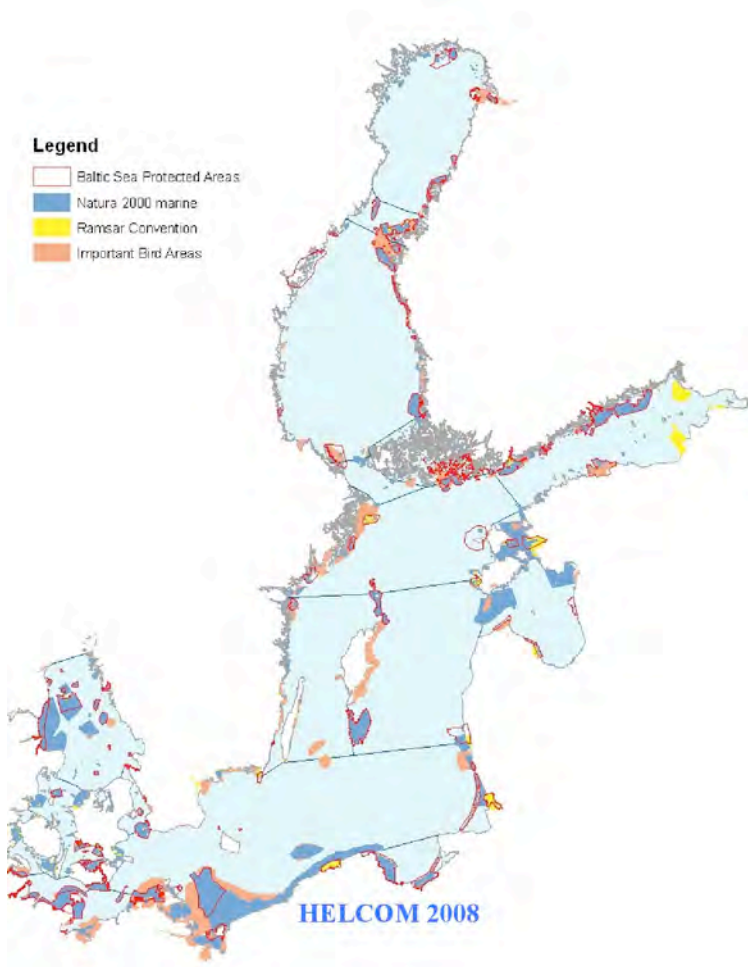 Legend
Baltic Sea Protected Areas
Natura 2000 marine
Ramsar Convention
Important Bird Areas
HELCOM 2008